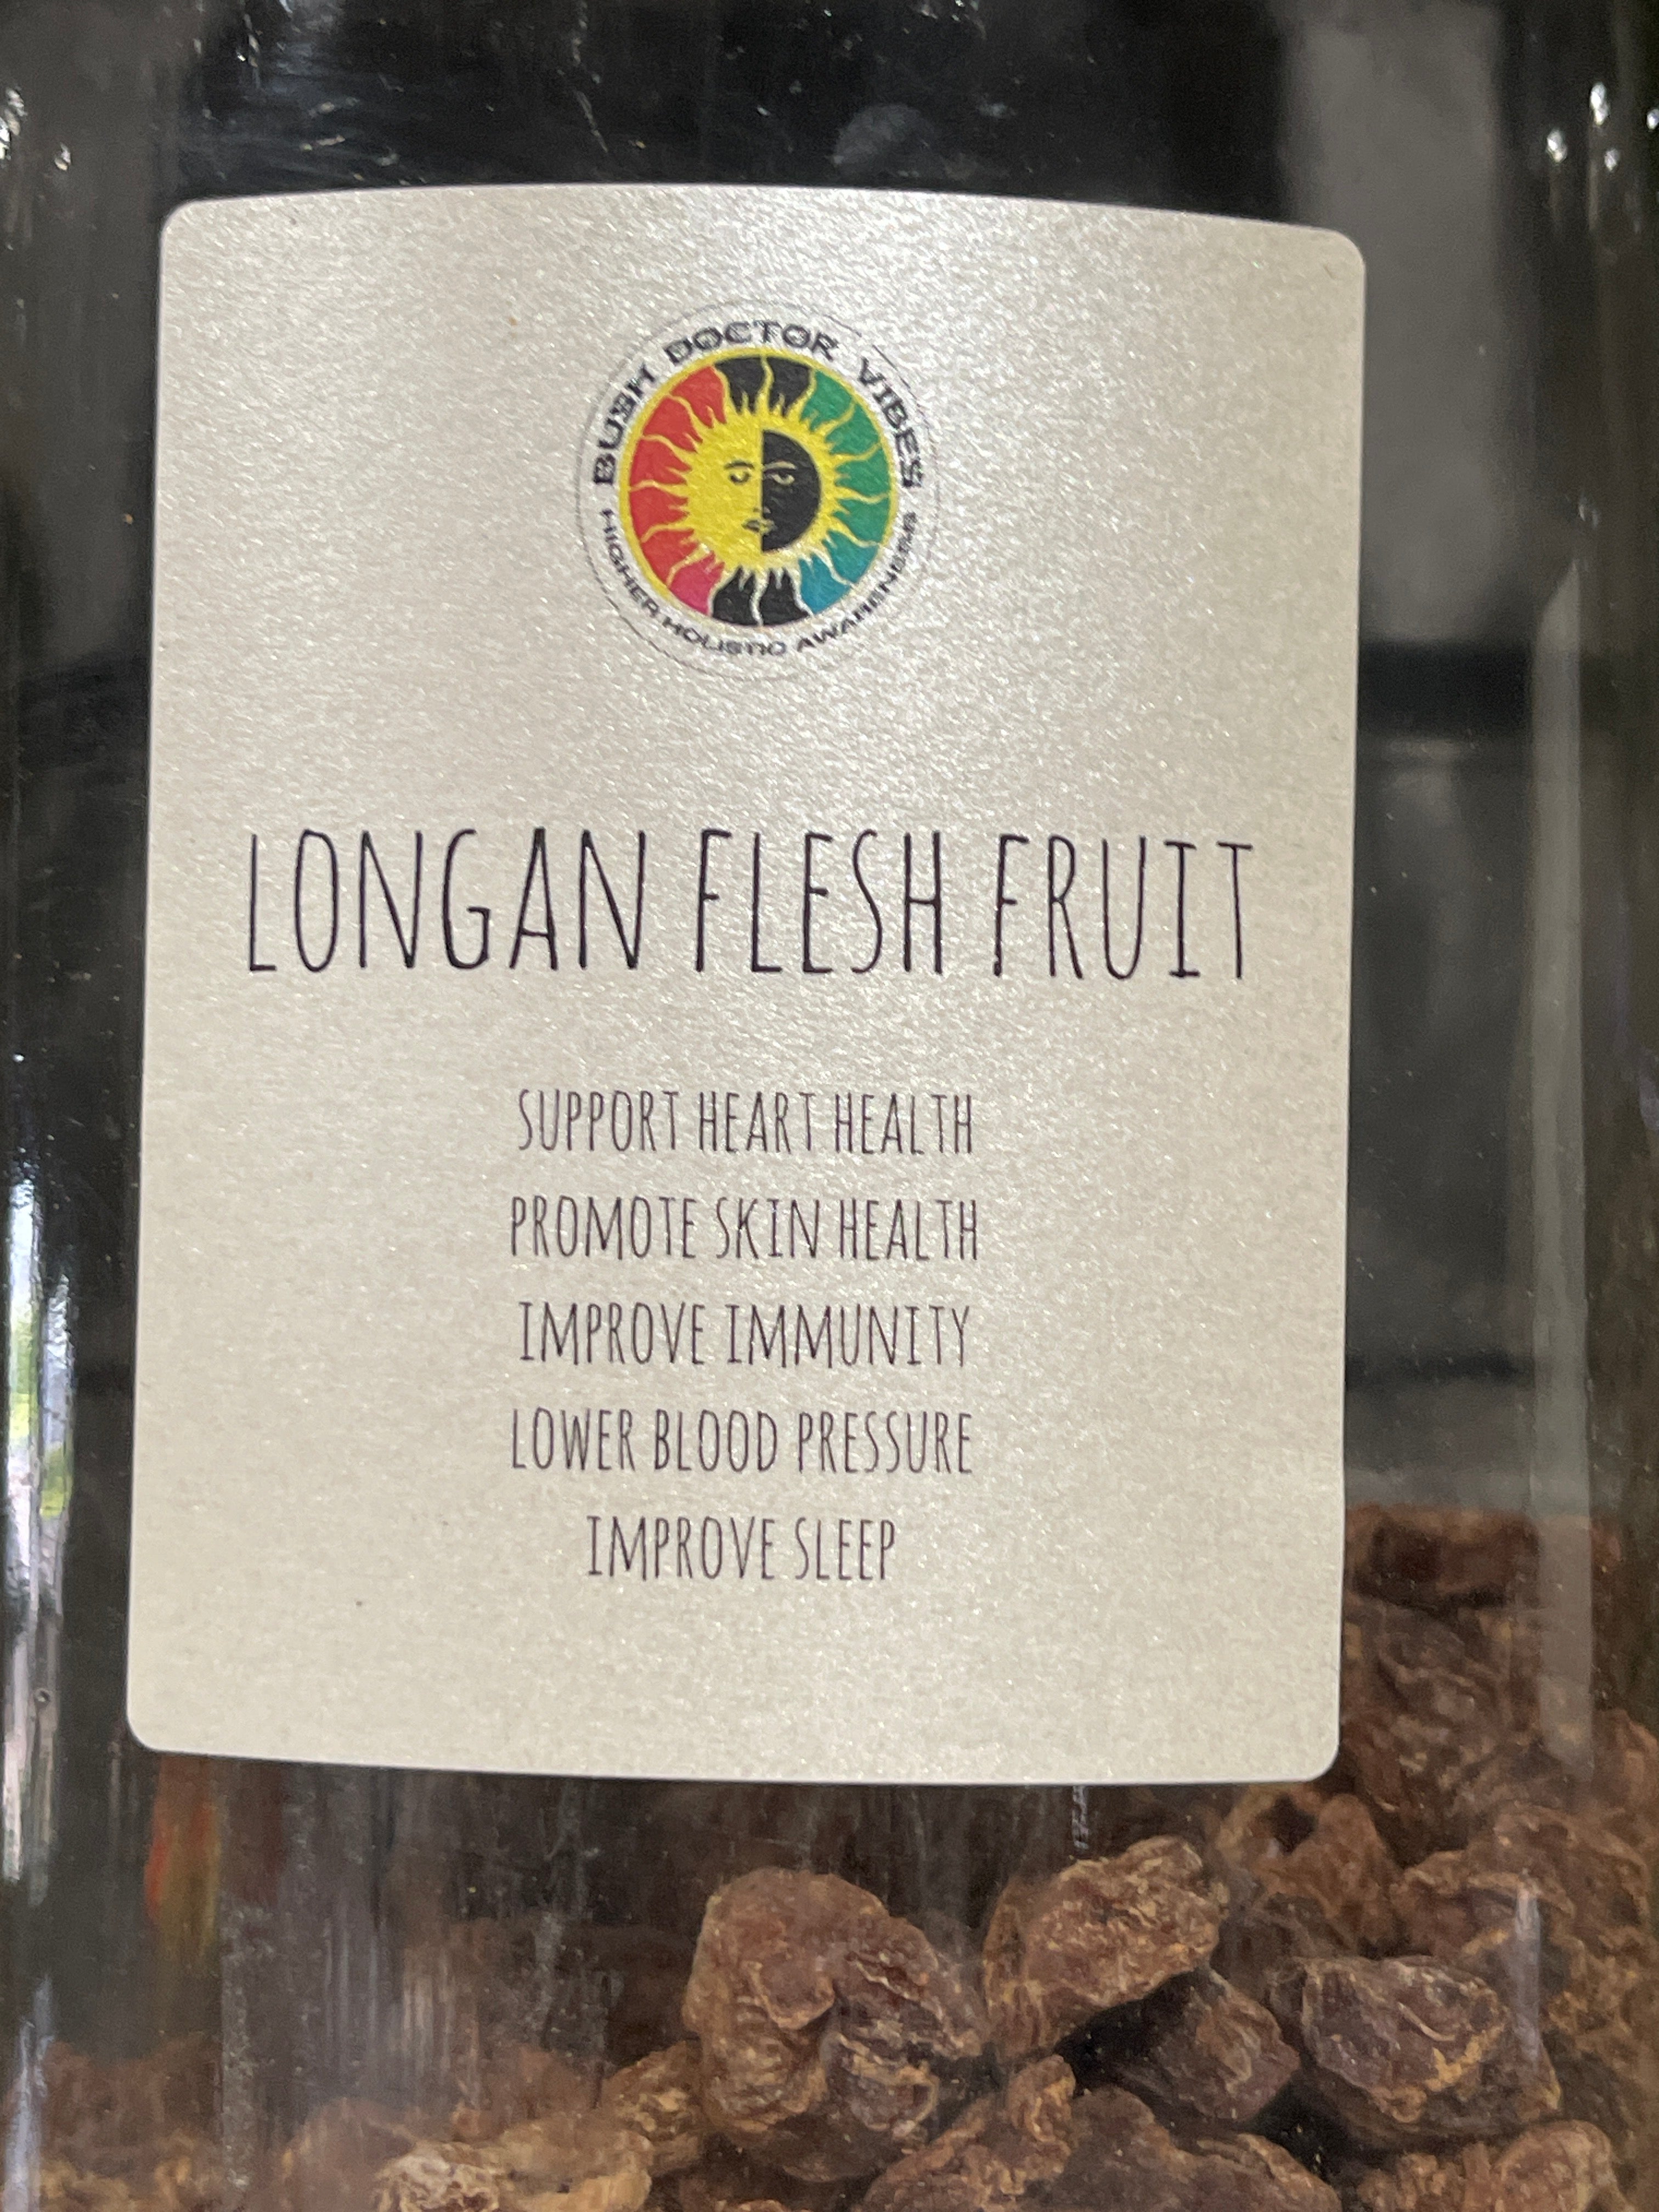 BUSH DOCTOR VIBES
HIGHER HOLISTIC AWARENESS
LONGAN FLESH FRUIT
SUPPORT HEART HEALTH
PROMOTE SKIN HEALTH
IMPROVE IMMUNITY
LOWER BLOOD PRESSURE
IMPROVE SLEEP